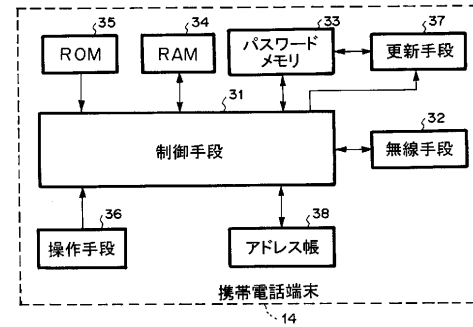 35
34
33
37
ROM
RAM
パスワード
メモリ
更新手段
31
32
制御手段
無線手段
36
38
操作手段
アドレス帳
携帯電話端末
14